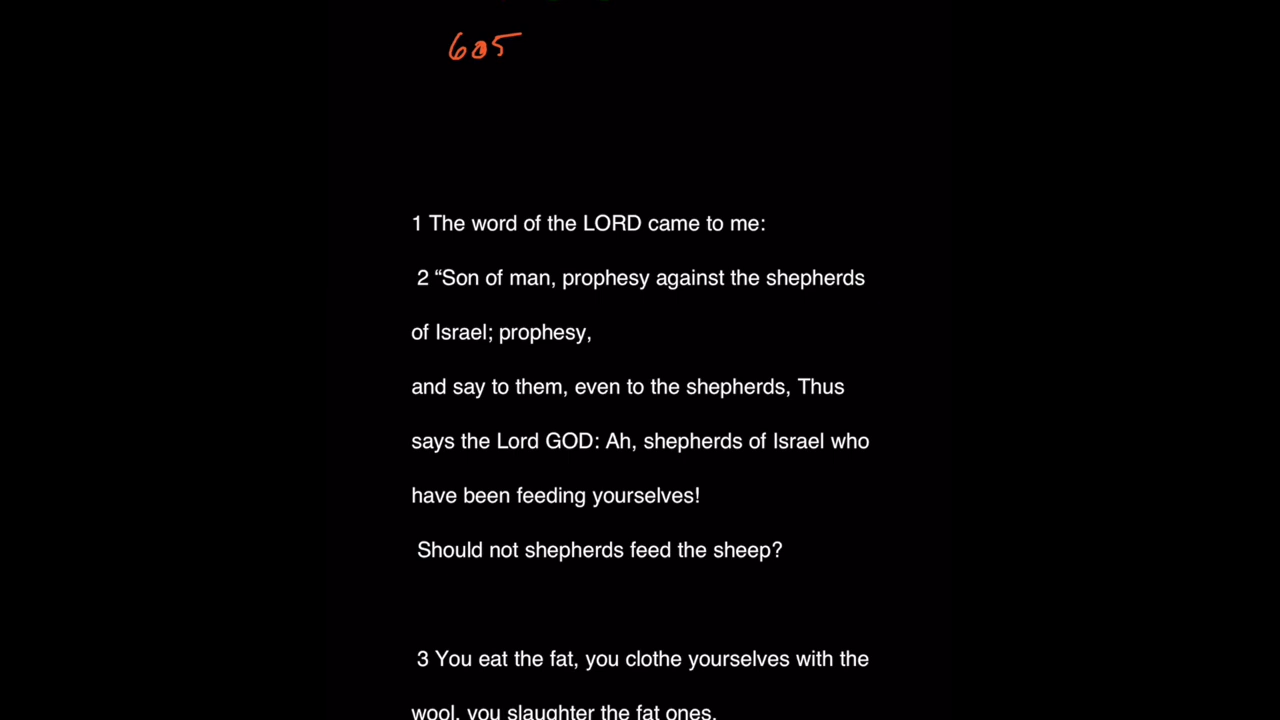 605
1 The word of the LORD came to me:
2 “Son of man, prophesy against the shepherds
of Israel; prophesy,
and say to them, even to the shepherds, Thus
says the Lord GOD: Ah, shepherds of Israel who
have been feeding yourselves!
Should not shepherds feed the sheep?
3 You eat the fat, you clothe yourselves with the
wool, you slaughter the fat ones,